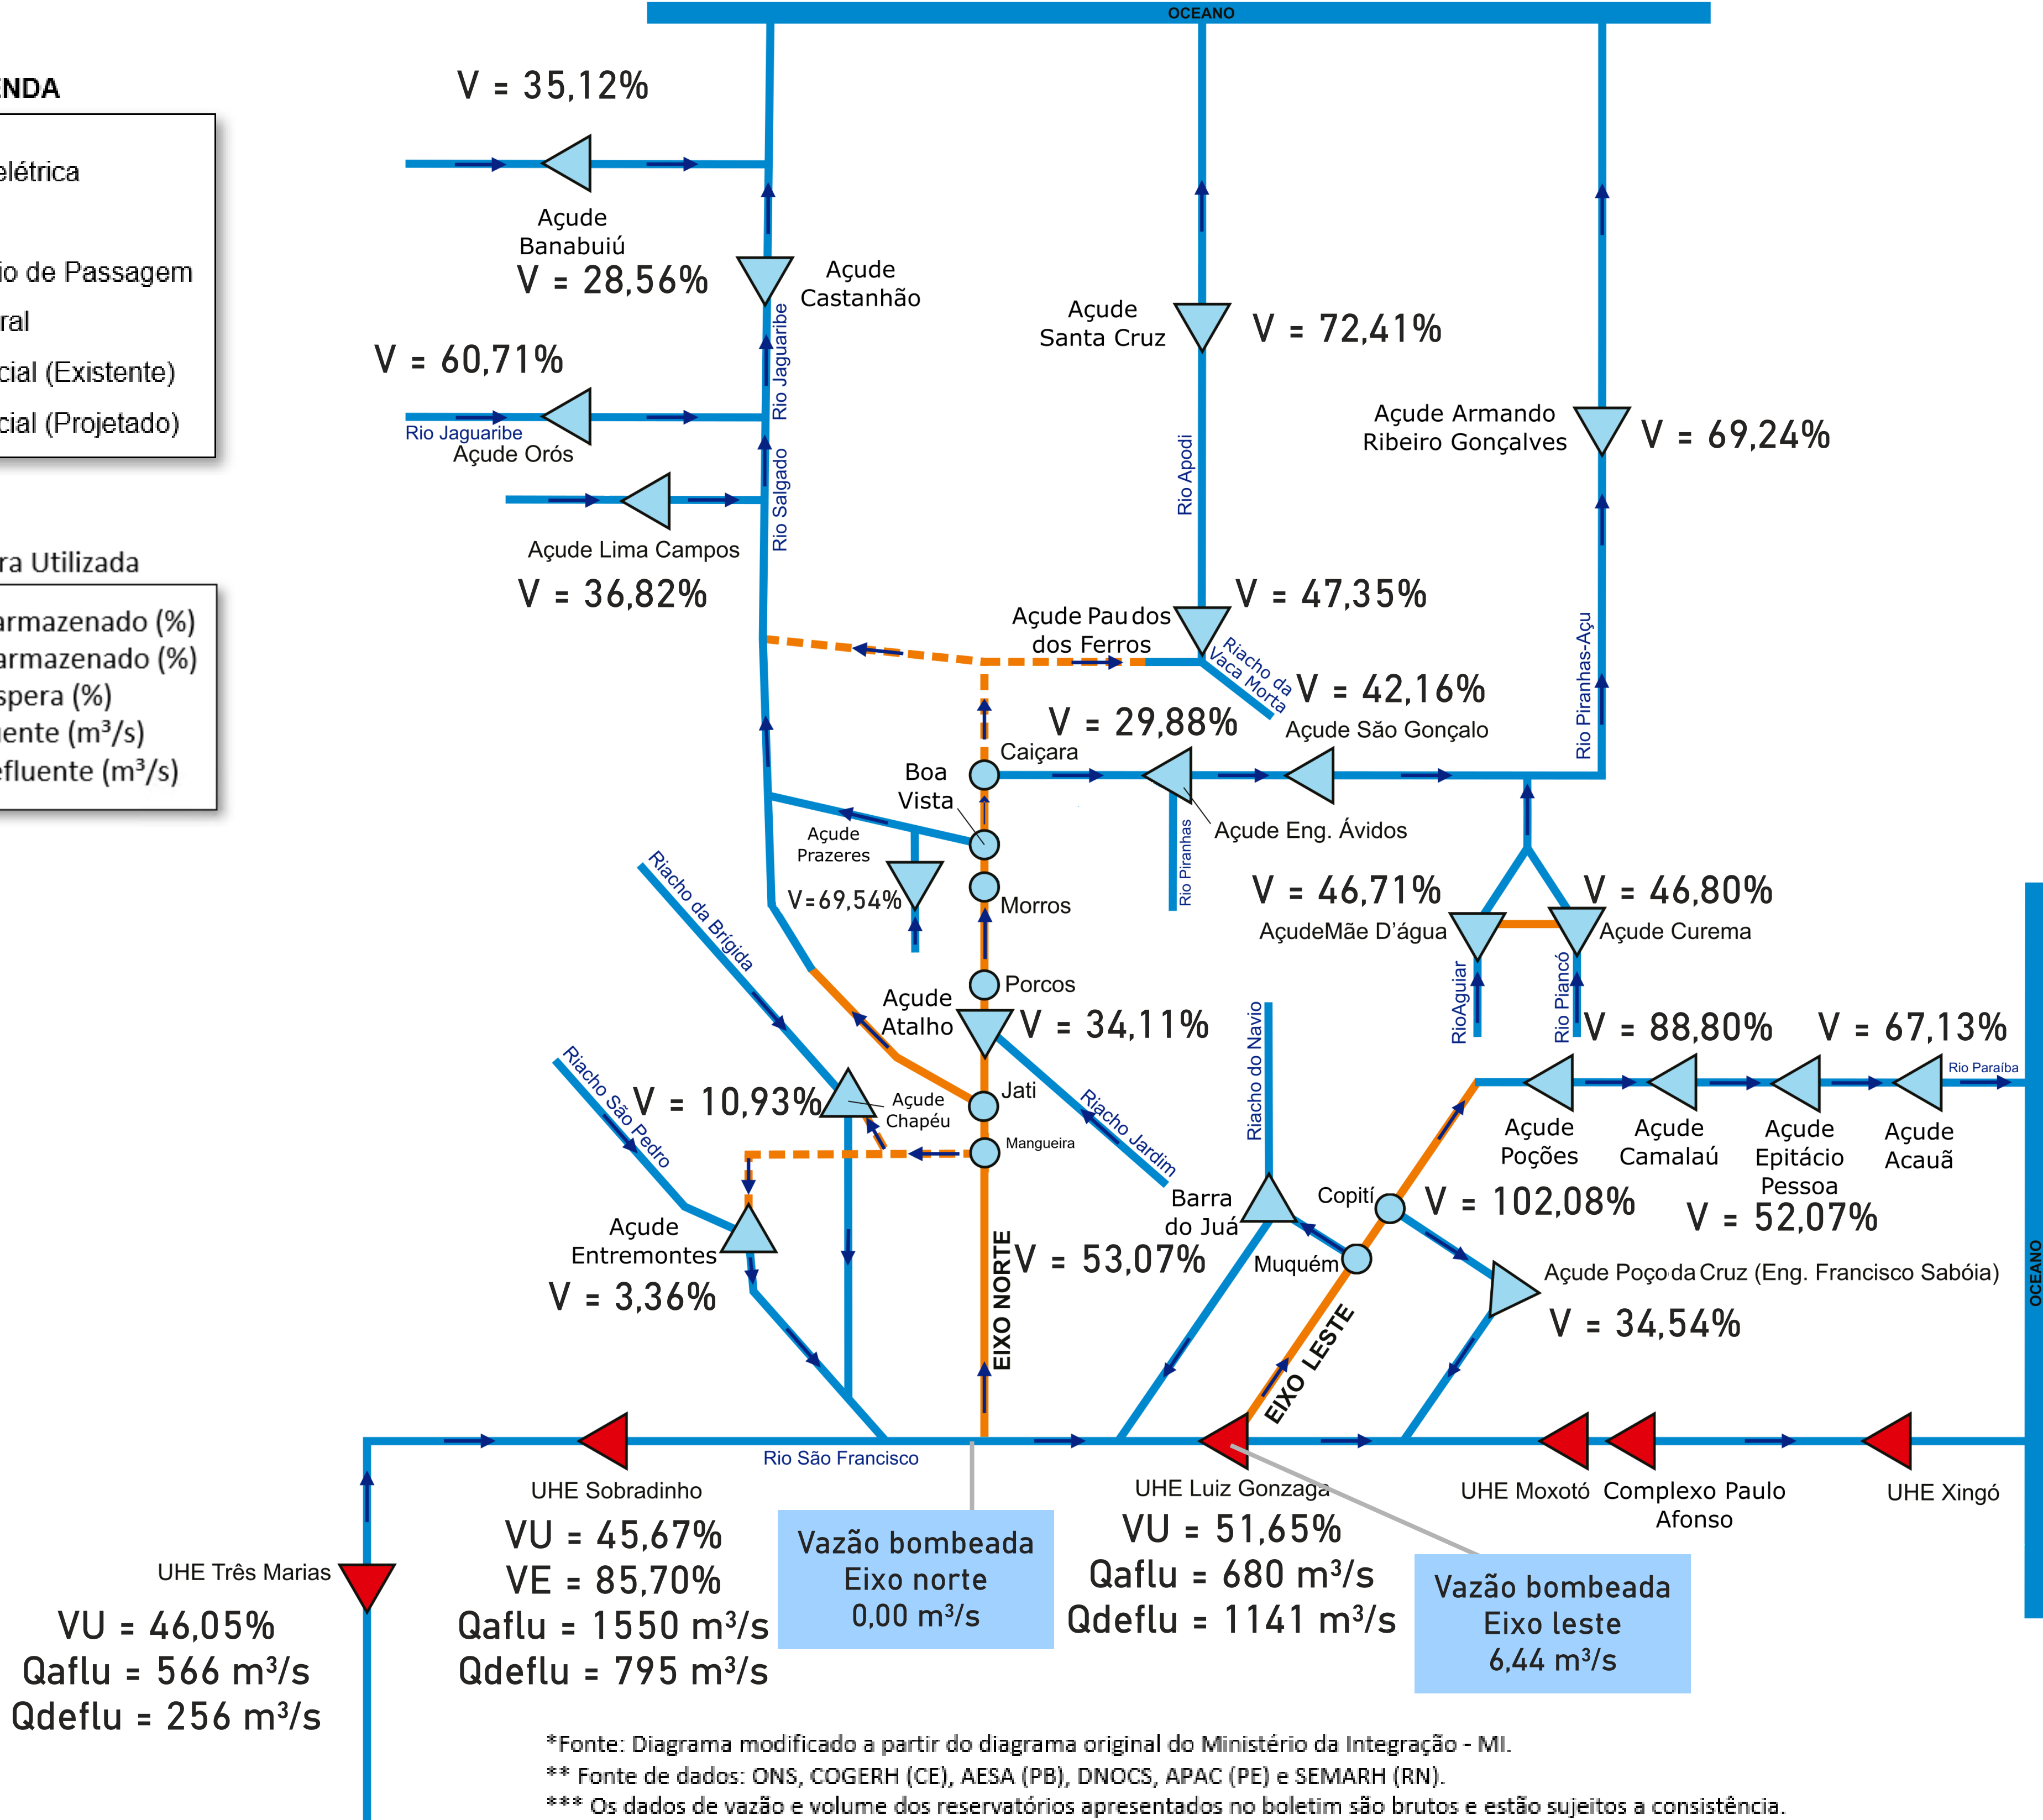 OCEANO
ENDA
elétrica
io de Passagem
ral
cial (Existente)
cial (Projetado)
ra Utilizada
armazenado (%)
armazenado (%)
spera (%)
uente (m³/s)
efluente (m³/s)
V = 35,12%
Açude
Banabuiú
V = 28,56%
Açude
Castanhão
Rio Jaguaribe
V = 60,71%
Rio Jaguaribe
Açude Orós
Rio Salgado
Açude Lima Campos
V = 36,82%
Açude
Santa Cruz
V = 72,41%
Rio Apodi
Açude Armando
Ribeiro Gonçalves
V = 69,24%
Rio Piranhas-Açu
Açude Pau dos
dos Ferros
V = 47,35%
Riacho da
Vaca Morta
V = 42,16%
Açude São Gonçalo
V = 29,88%
Caiçara
Boa
Vista
Açude Eng. Ávidos
Rio Piranhas
Açude
Prazeres
V=69,54%
Morros
V = 46,71%
AçudeMãe D'água
V = 46,80%
Açude Curema
RioAguiar
Rio Piancó
Riacho da Brígida
Porcos
Açude
Atalho
V = 34,11%
Riacho São Pedro
V = 10,93%
Açude
Chapéu
Jati
Mangueira
Riacho Jardim
Riacho do Navio
V = 88,80%
V = 67,13%
Rio Paraíba
Açude
Poções
Açude
Camalaú
Açude
Epitácio
Pessoa
Açude
Acauã
V = 102,08%
V = 52,07%
Copití
Barra
do Juá
V = 53,07%
Muquém
Açude Poço da Cruz (Eng. Francisco Sabóia)
V = 34,54%
OCEANO
Açude
Entremontes
V = 3,36%
EIXO NORTE
EIXO LESTE
Rio São Francisco
UHE Sobradinho
VU = 45,67%
VE = 85,70%
Qaflu = 1550 m³/s
Qdeflu = 795 m³/s
Vazão bombeada
Eixo norte
0,00 m³/s
UHE Luiz Gonzaga
VU = 51,65%
Qaflu = 680 m³/s
Qdeflu = 1141 m³/s
Vazão bombeada
Eixo leste
6,44 m³/s
UHE Moxotó
Complexo Paulo
Afonso
UHE Xingó
UHE Três Marias
VU = 46,05%
Qaflu = 566 m³/s
Qdeflu = 256 m³/s
*Fonte: Diagrama modificado a partir do diagrama original do Ministério da Integração - MI.
** Fonte de dados: ONS, COGERH (CE), AESA (PB), DNOCS, APAC (PE) e SEMARH (RN).
*** Os dados de vazão e volume dos reservatórios apresentados no boletim são brutos e estão sujeitos a consistência.